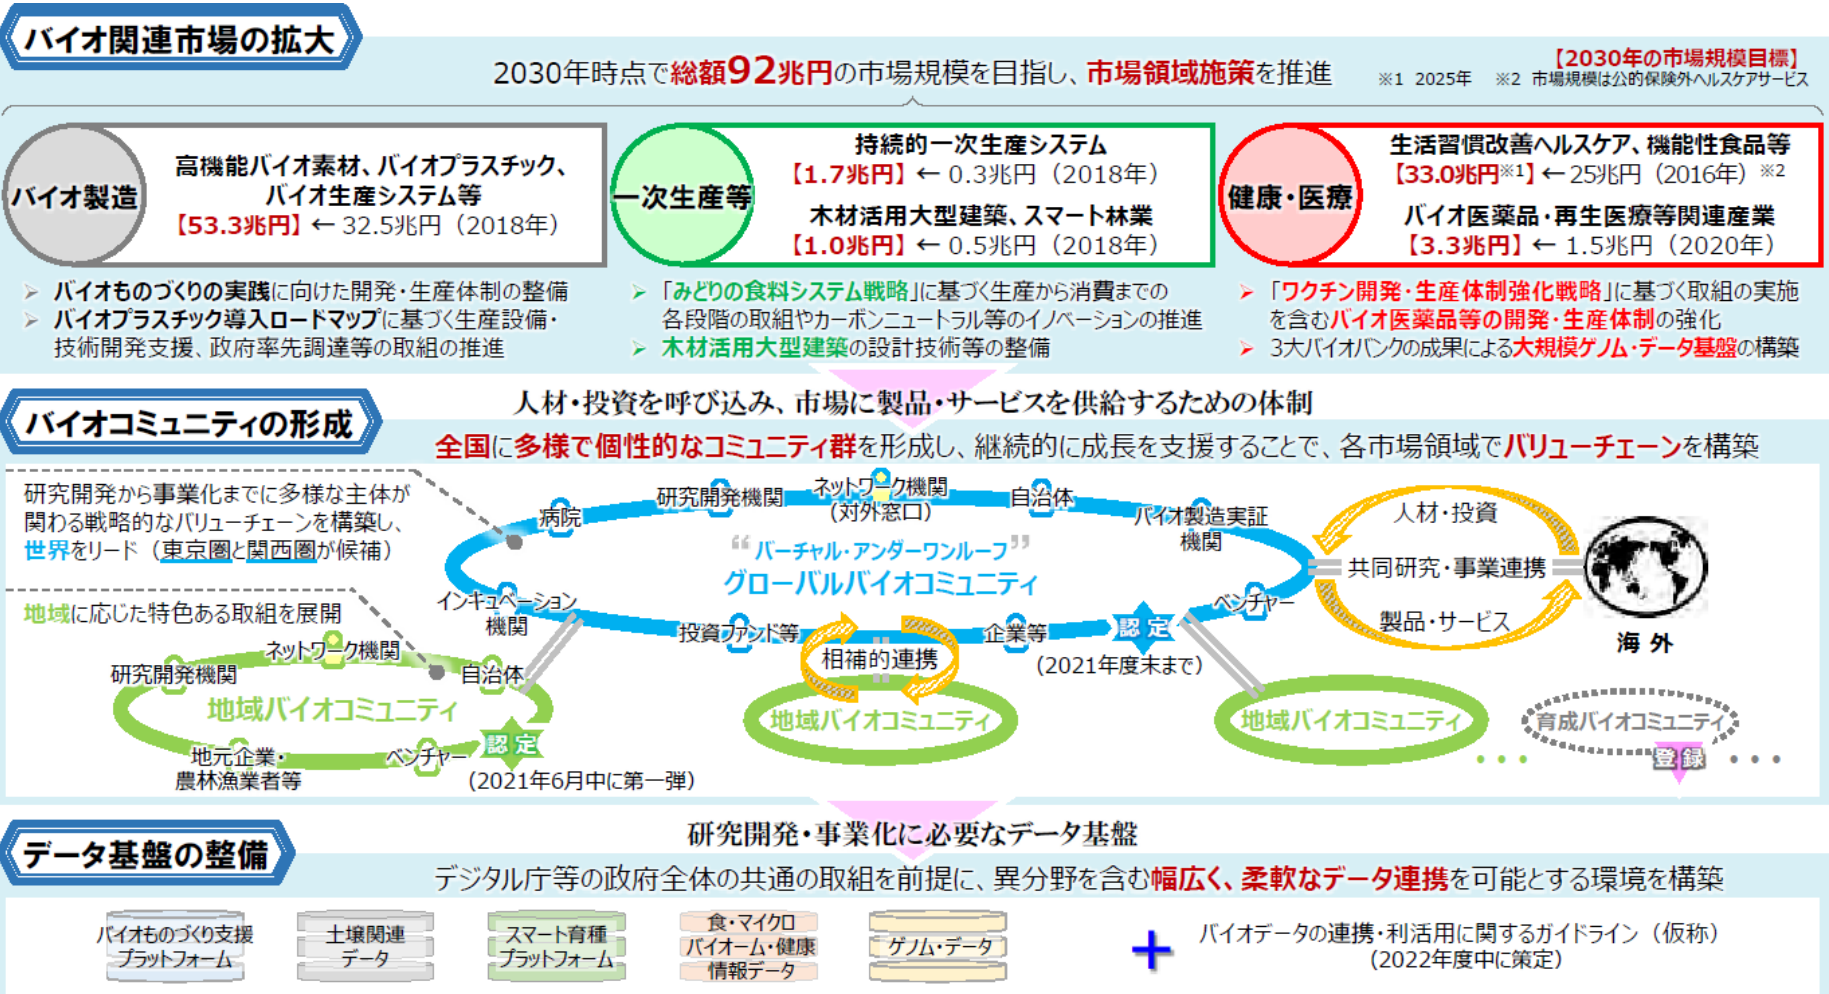 バイオ関連市場の拡大
2030年時点で総額92兆円の市場規模を目指し、市場領域施策を推進
【2030年の市場規模目標】
※1 2025年 ※2 市場規模は公的保険外ヘルスケアサービス
バイオ製造
高機能バイオ素材、バイオプラスチック、
バイオ生産システム等
【53.3兆円】←32.5兆円（2018年）
➢ バイオものづくりの実践に向けた開発・生産体制の整備
➢ バイオプラスチック導入ロードマップに基づく生産設備・
技術開発支援、政府率先調達等の取組の推進
一次生産等
持続的一次生産システム
【1.7兆円】← 0.3兆円（2018年）
木材活用大型建築、スマート林業
【1.0兆円】← 0.5兆円（2018年）
➢ 「みどりの食料システム戦略」に基づく生産から消費までの
各段階の取組やカーボンニュートラル等のイノベーションの推進
➢ 木材活用大型建築の設計技術等の整備
健康・医療
生活習慣改善ヘルスケア、機能性食品等
【33.0兆円※1】←25兆円（2016年）※2
バイオ医薬品・再生医療等関連産業
【3.3兆円】← 1.5兆円（2020年）
➢ 「ワクチン開発・生産体制強化戦略」に基づく取組の実施
を含むバイオ医薬品等の開発・生産体制の強化
➢ 3大バイオバンクの成果による大規模ゲノム・データ基盤の構築
バイオコミュニティの形成
人材・投資を呼び込み、市場に製品・サービスを供給するための体制
全国に多様で個性的なコミュニティ群を形成し、継続的に成長を支援することで、各市場領域でバリューチェーンを構築
研究開発から事業化までに多様な主体が
関わる戦略的なバリューチェーンを構築し、
世界をリード（東京圏と関西圏が候補）
病院
研究開発機関
ネットワーク機関
（対外窓口）
自治体
バイオ製造実証
機関
“バーチャル・アンダーワンルーフ”
グローバルバイオコミュニティ
インキュベーション
機関
投資ファンド等
企業等
認定
（2021年度末まで）
ベンチャー
人材・投資
共同研究・事業連携
製品・サービス
海外
地域に応じた特色ある取組を展開
研究開発機関
ネットワーク機関
自治体
地域バイオコミュニティ
地元企業・
農林漁業者等
ベンチャー
認定
（2021年6月中に第一弾）
相補的連携
地域バイオコミュニティ
地域バイオコミュニティ
・・・
育成バイオコミュニティ
登録
・・・
データ基盤の整備
研究開発・事業化に必要なデータ基盤
デジタル庁等の政府全体の共通の取組を前提に、異分野を含む幅広く、柔軟なデータ連携を可能とする環境を構築
バイオものづくり支援
プラットフォーム
土壌関連
データ
スマート育種
プラットフォーム
食・マイクロ
バイオーム・健康
情報データ
ゲノム・データ
+
バイオデータの連携・利活用に関するガイドライン（仮称）
（2022年度中に策定）